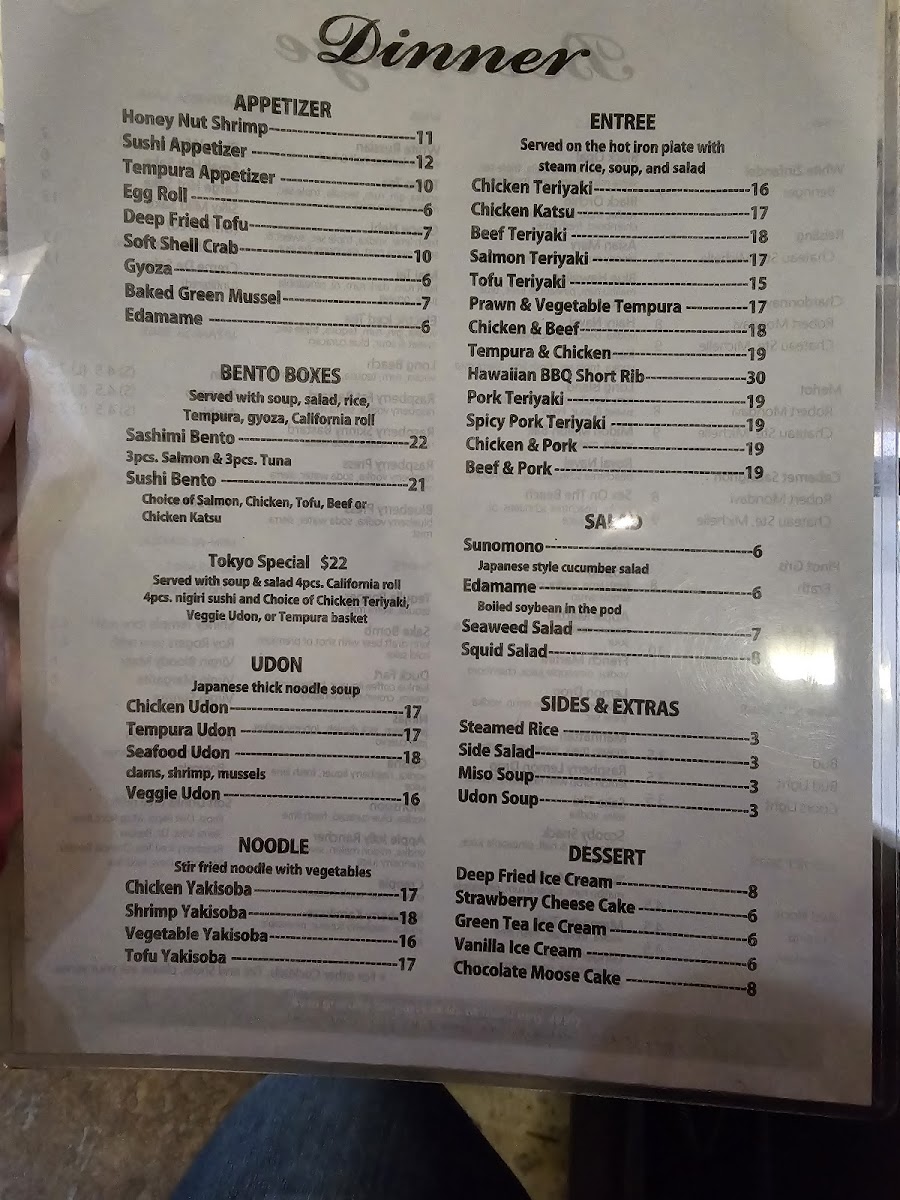 Dinner
APPETIZER
Honey Nut Shrimp 11
Sushi Appetizer 12
Tempura Appetizer 10
Egg Roll 6
Deep Fried Tofu 7
Soft Shell Crab 10
Gyoza 6
Baked Green Mussel 7
Edamame 6
BENTO BOXES
Served with soup, salad, rice,
Tempura, gyoza, California roll
Sashimi Bento 22
3pcs. Salmon & 3pcs. Tuna
Sushi Bento 21
Choice of Salmon, Chicken, Tofu, Beef or
Chicken Katsu
Tokyo Special $22
Served with soup & salad 4pcs. California roll
4pcs. nigiri sushi and Choice of Chicken Teriyaki,
Veggie Udon, or Tempura basket
UDON
Japanese thick noodle soup
Chicken Udon 17
Tempura Udon 17
Seafood Udon 18
clams, shrimp, mussels
Veggie Udon 16
NOODLE
Stir fried noodle with vegetables
Chicken Yakisoba 17
Shrimp Yakisoba 18
Vegetable Yakisoba 16
Tofu Yakisoba 17
ENTREE
Served on the hot iron plate with
steam rice, soup, and salad
Chicken Teriyaki 16
Chicken Katsu 17
Beef Teriyaki 18
Salmon Teriyaki 17
Tofu Teriyaki 15
Prawn & Vegetable Tempura 17
Chicken & Beef 18
Tempura & Chicken 19
Hawaiian BBQ Short Rib 30
Pork Teriyaki 19
Spicy Pork Teriyaki 19
Chicken & Pork 19
Beef & Pork 19
SALAD
Sunomono 6
Japanese style cucumber salad
Edamame 6
Boiled soybean in the pod
Seaweed Salad 7
Squid Salad 8
SIDES & EXTRAS
Steamed Rice 3
Side Salad 3
Miso Soup 3
Udon Soup 3
DESSERT
Deep Fried Ice Cream 8
Strawberry Cheese Cake 6
Green Tea Ice Cream 6
Vanilla Ice Cream 6
Chocolate Moose Cake 8